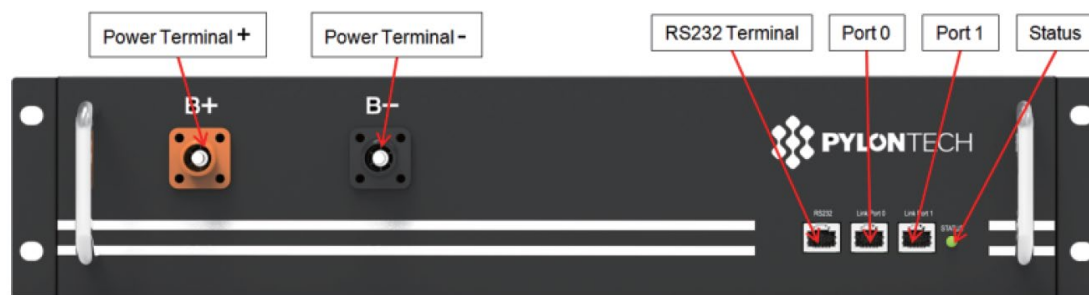 Power Terminal +
Power Terminal -
RS232 Terminal
Port 0
Port 1
Status
B+
B-
PYLONTECH
RS232
Link Port 0
Link Port 1
STATUS